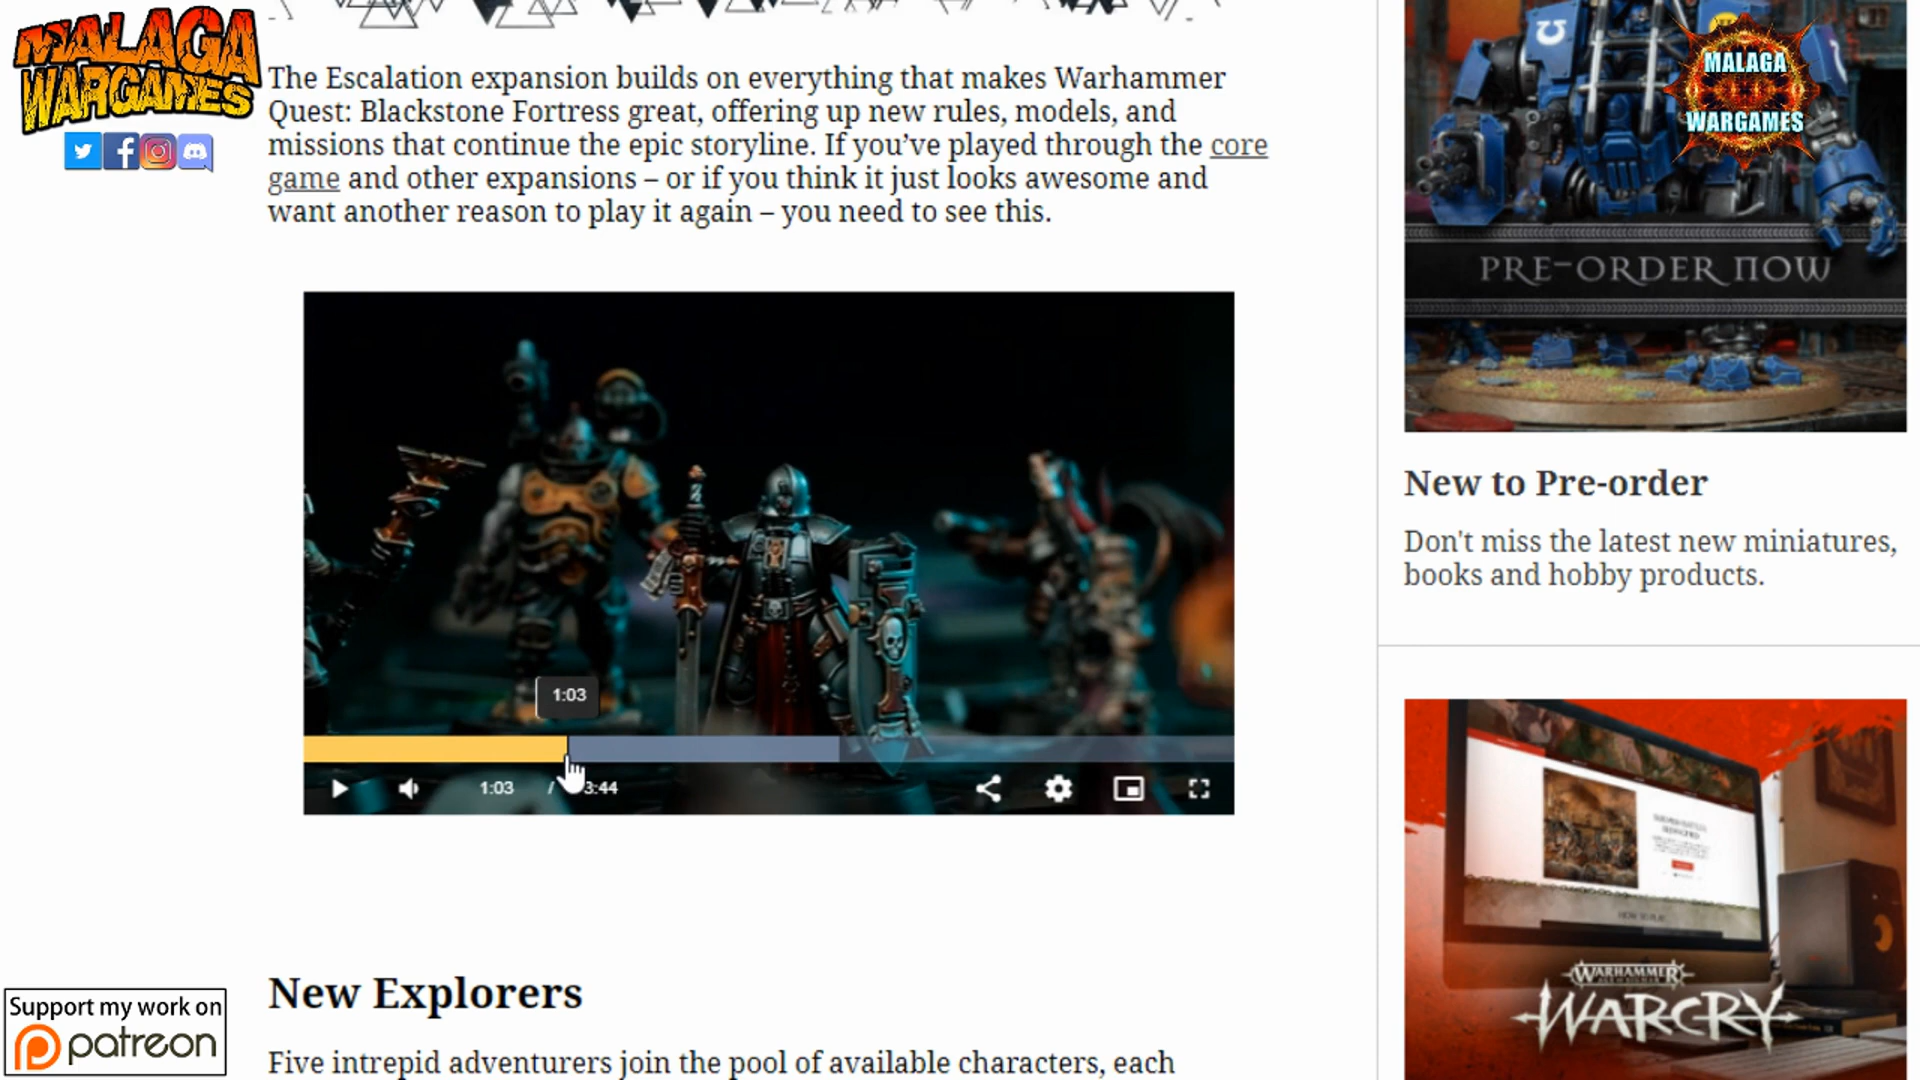 MALAGA
WARGAMES
The Escalation expansion builds on everything that makes Warhammer
Quest: Blackstone Fortress great, offering up new rules, models, and
missions that continue the epic storyline. If you’ve played through the core
game and other expansions – or if you think it just looks awesome and
want another reason to play it again – you need to see this.
1:03
1:03 / 3:44
New Explorers
Five intrepid adventurers join the pool of available characters, each
Support my work on
patreon
MALAGA
WARGAMES
PRE-ORDER NOW
New to Pre-order
Don't miss the latest new miniatures,
books and hobby products.
WARHAMMER
WARCRY